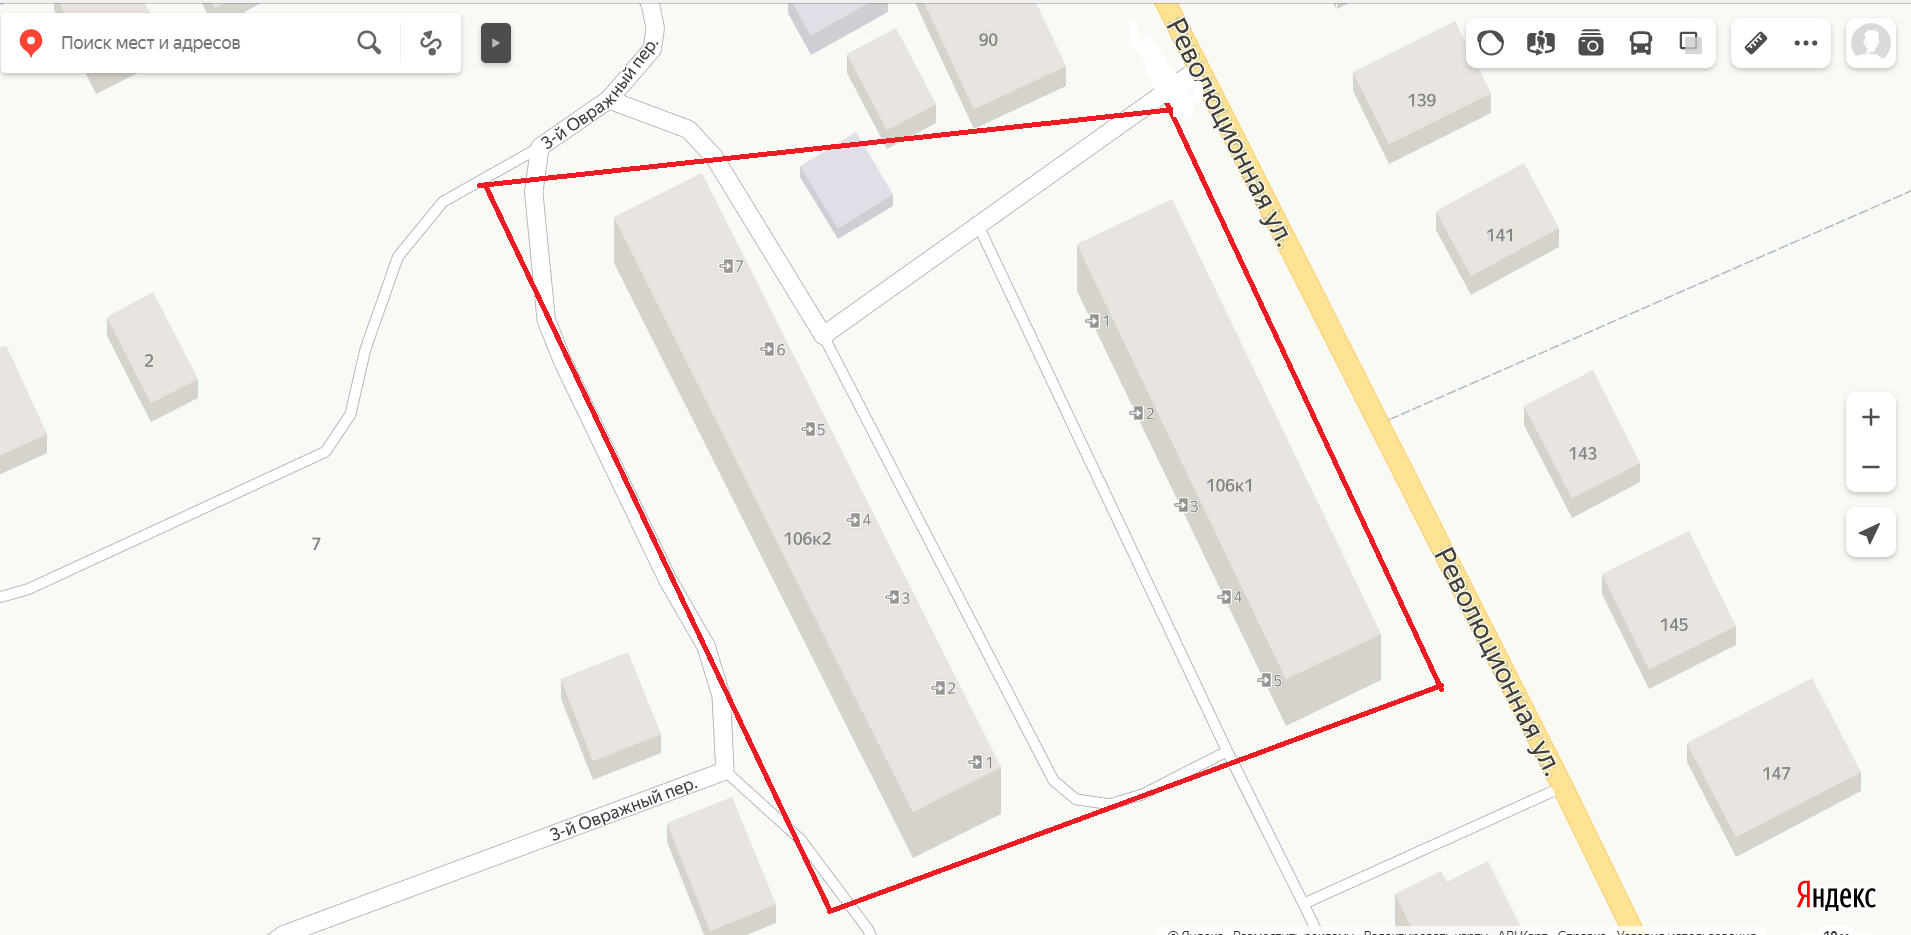 Поиск мест и адресов
3-й Овражный пер.
90
Революционная ул.
139
141
7
1
2
6
5
2
143
3
106к1
4
106к2
7
3
4
145
Революционная ул.
5
2
1
147
3-й Овражный пер.
Яндекс